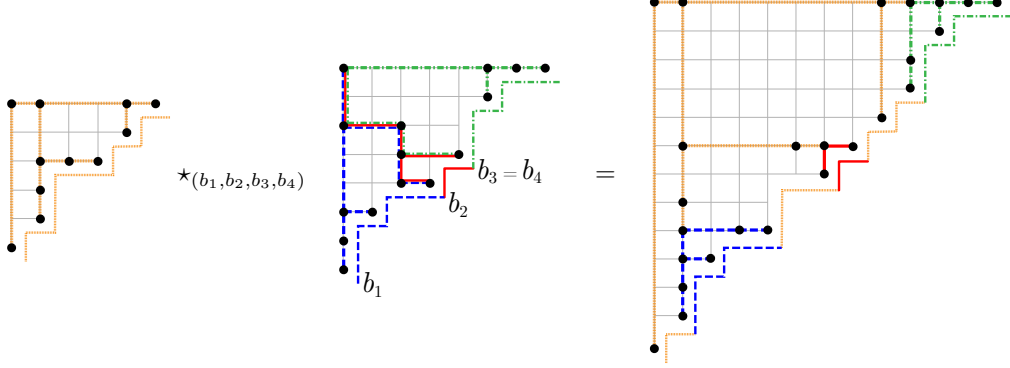 ⋆(b₁,b₂,b₃,b₄)
b₃ = b₄
=
b₂
b₁